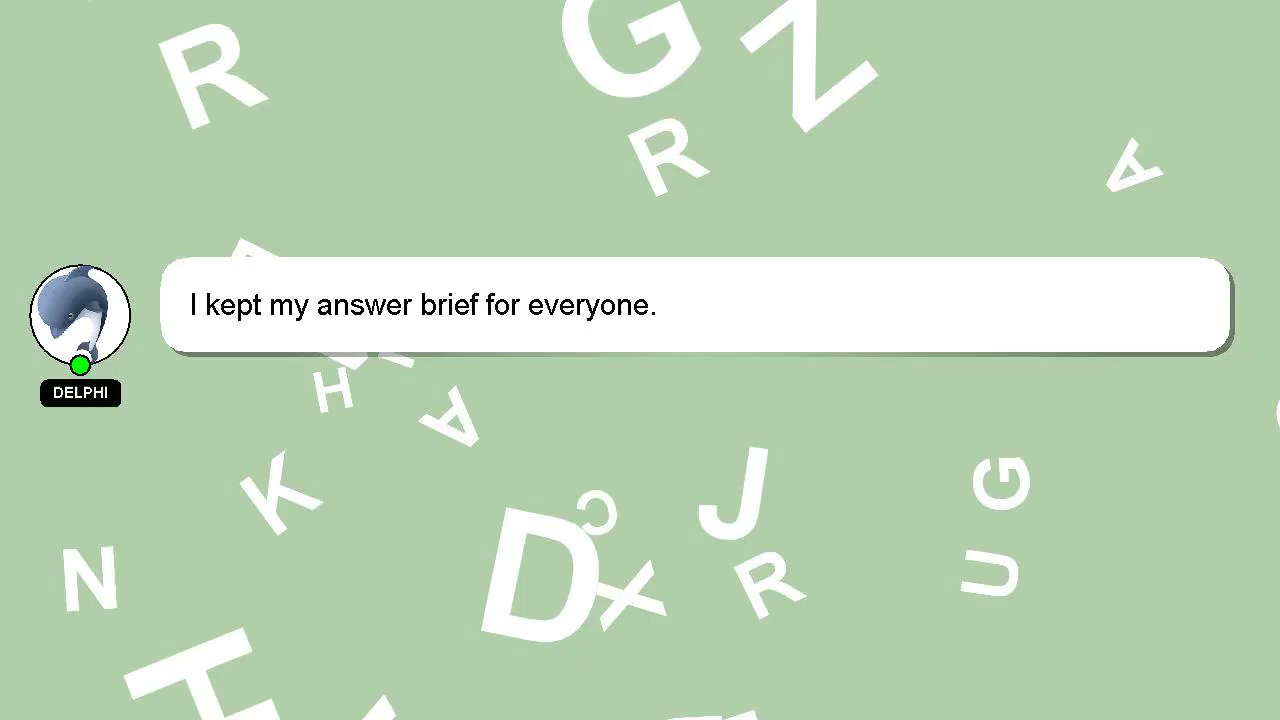 R
G
Z
R
A
I kept my answer brief for everyone.
DELPHI
H
A
K
J
G
C
D
N
X
R
U